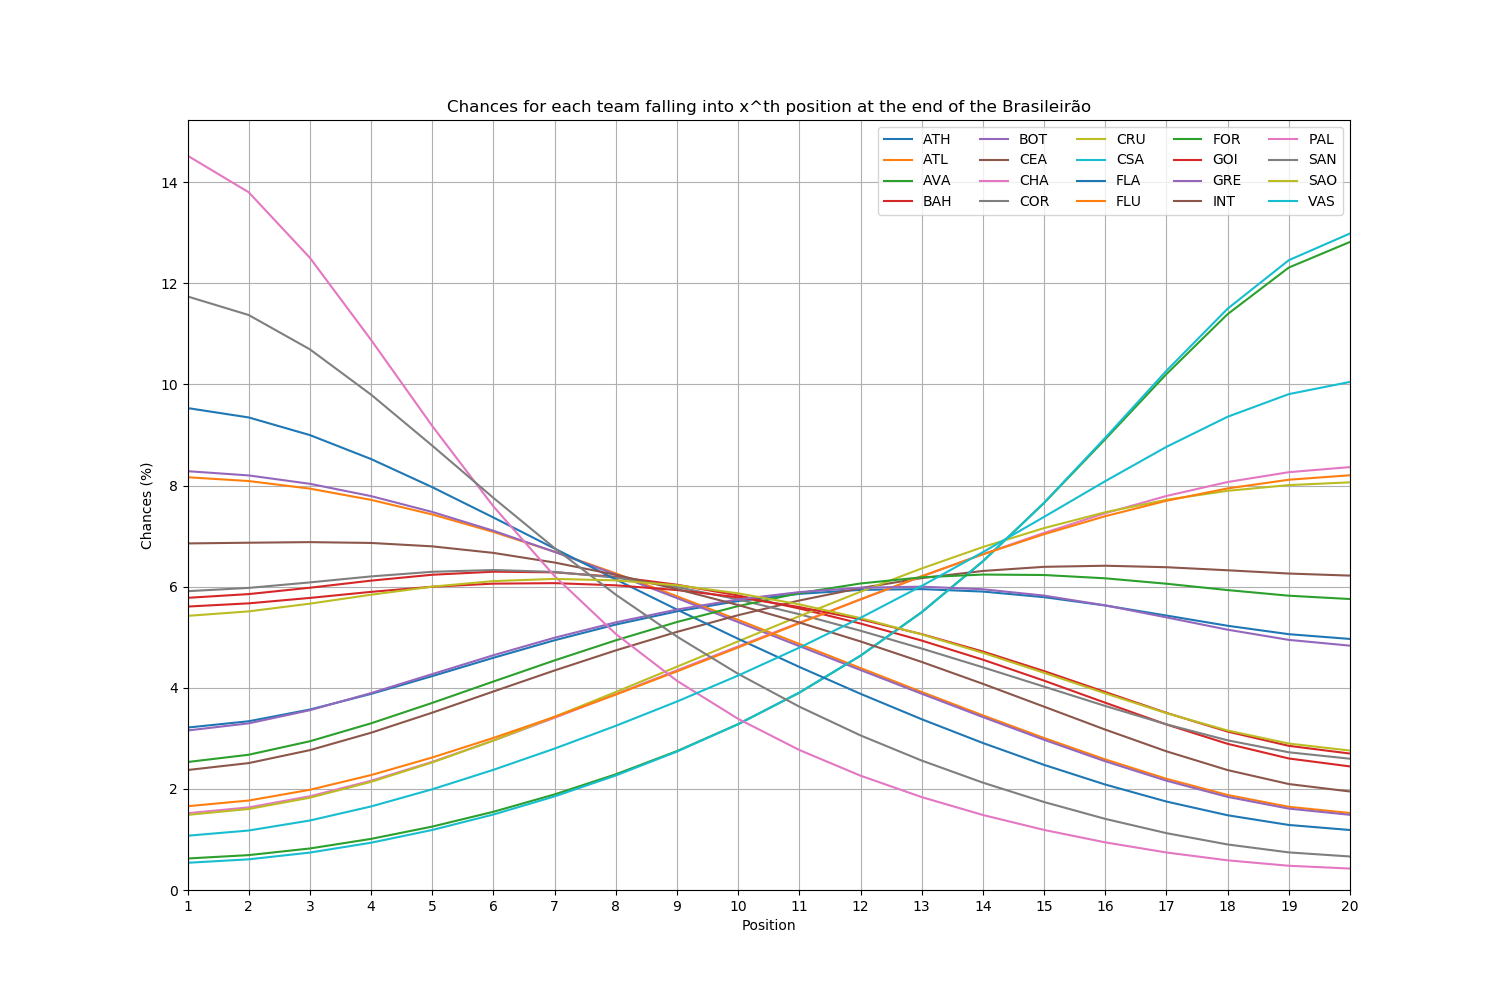 Chances for each team falling into x^th position at the end of the Brasileirão
ATH BOT CRU FOR PAL
ATL CEA CSA GOI SAN
AVA CHA FLA GRE SAO
BAH COR FLU INT VAS
Chances (%)
14
12
10
8
6
4
2
0
1 2 3 4 5 6 7 8 9 10 11 12 13 14 15 16 17 18 19 20
Position